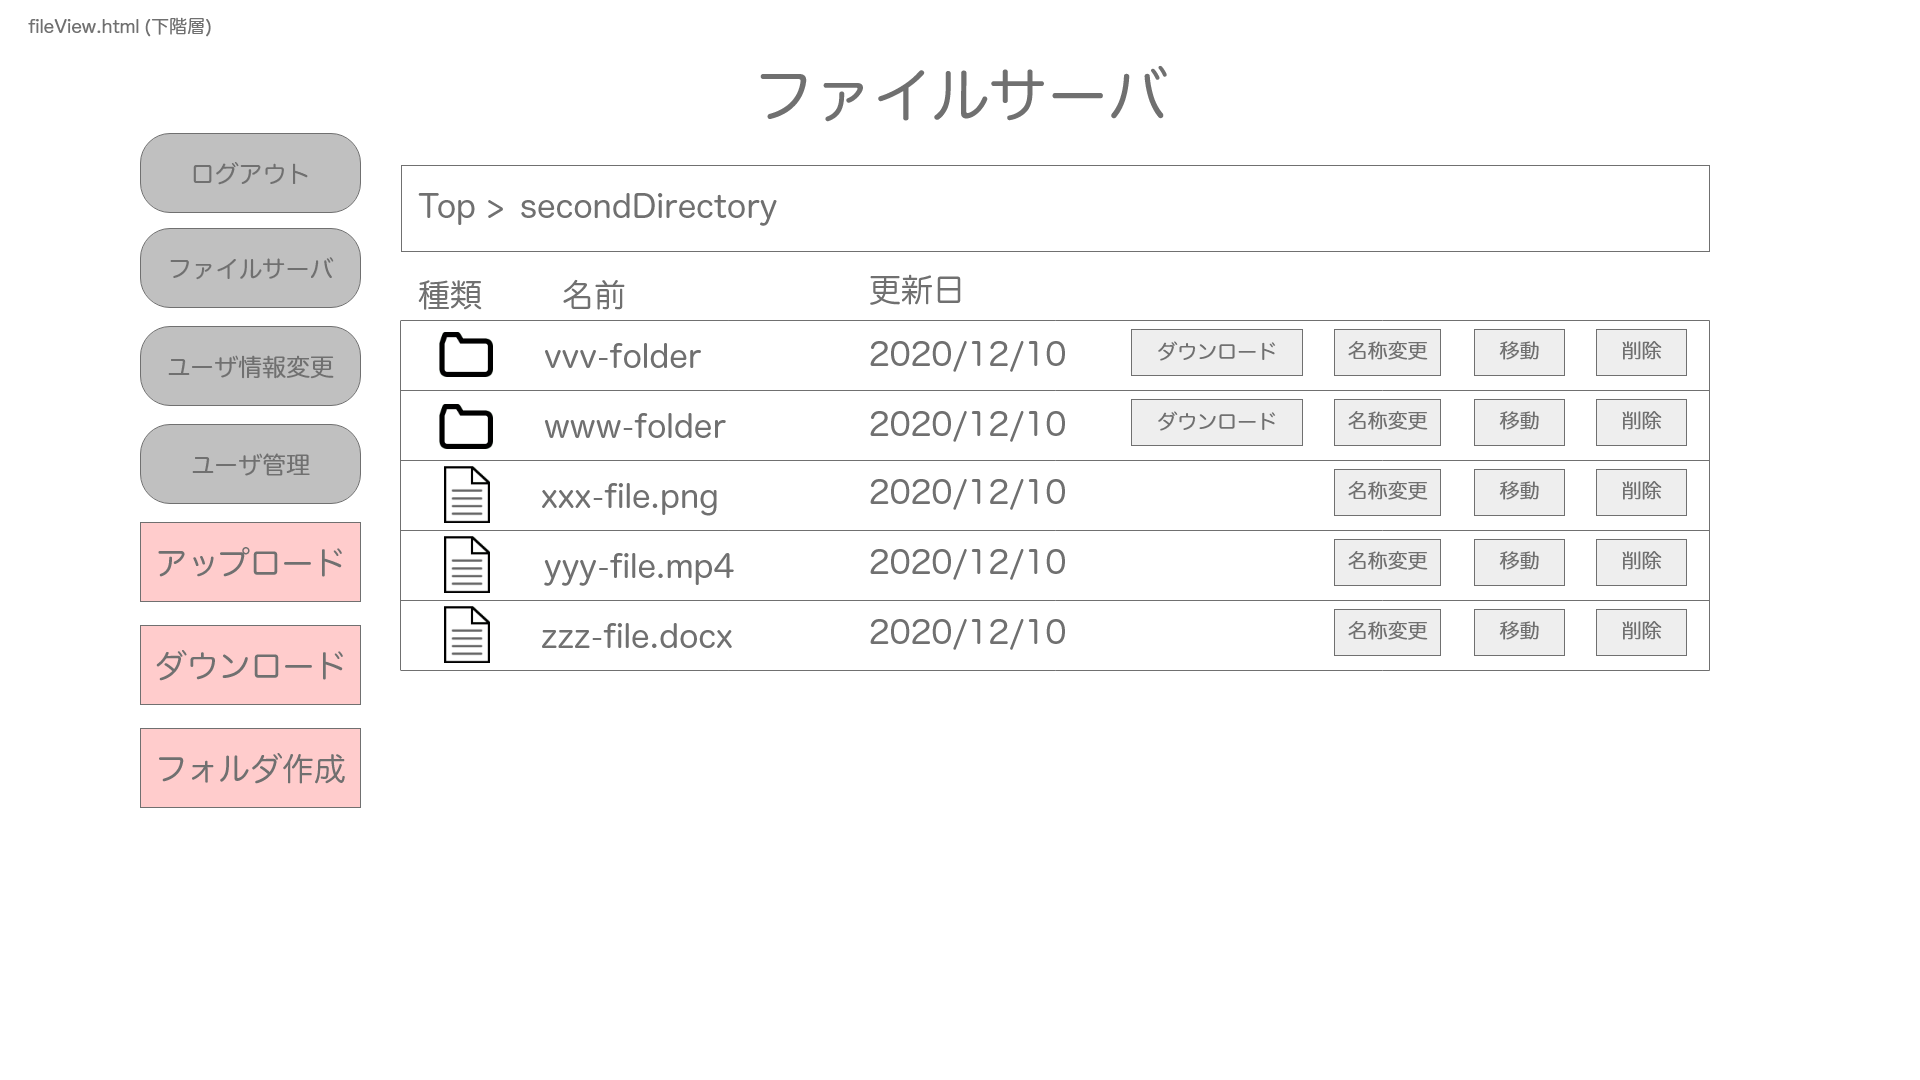 fileView.html (下階層)
ファイルサーバ
ログアウト
ファイルサーバ
ユーザ情報変更
ユーザ管理
アップロード
ダウンロード
フォルダ作成
Top > secondDirectory
種類 名前 更新日
vvv-folder 2020/12/10 ダウンロード 名称変更 移動 削除
www-folder 2020/12/10 ダウンロード 名称変更 移動 削除
xxx-file.png 2020/12/10 名称変更 移動 削除
yyy-file.mp4 2020/12/10 名称変更 移動 削除
zzz-file.docx 2020/12/10 名称変更 移動 削除